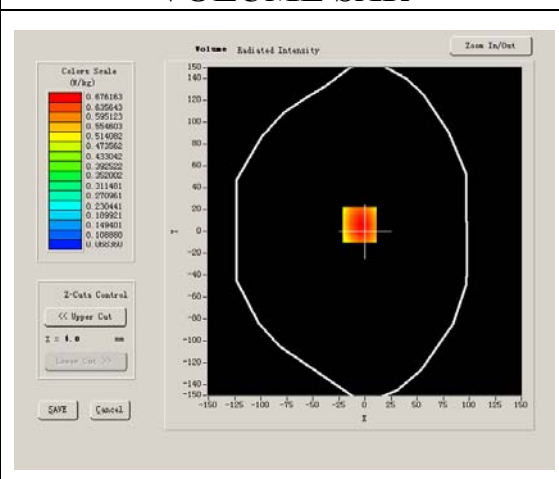 VOLUME SAR
Volume Radiated Intensity
Zoom In/Out
Colors Scale
(W/kg)
0.676163
0.635643
0.595123
0.554603
0.514082
0.473562
0.433042
0.392522
0.352002
0.311481
0.270961
0.230441
0.189921
0.149401
0.108880
0.068360
Z-Cuts Control
<< Upper Cut
Z = 4.0 mm
Lower Cut >>
SAVE
Cancel
150
140
120
100
80
60
40
20
0
-20
-40
-60
-80
-100
-120
-140
-150
Y
-150 -125 -100 -75 -50 -25 0 25 50 75 100 125 150
X